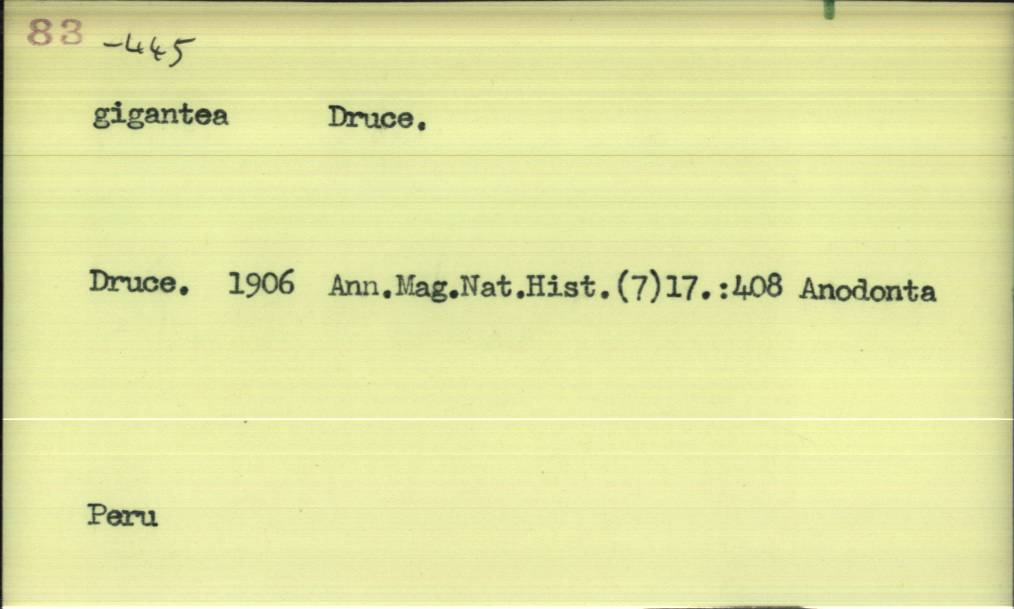 83 -445
gigantea Druce.
Druce. 1906 Ann.Mag.Nat.Hist.(7)17.:408 Anodonta
Peru